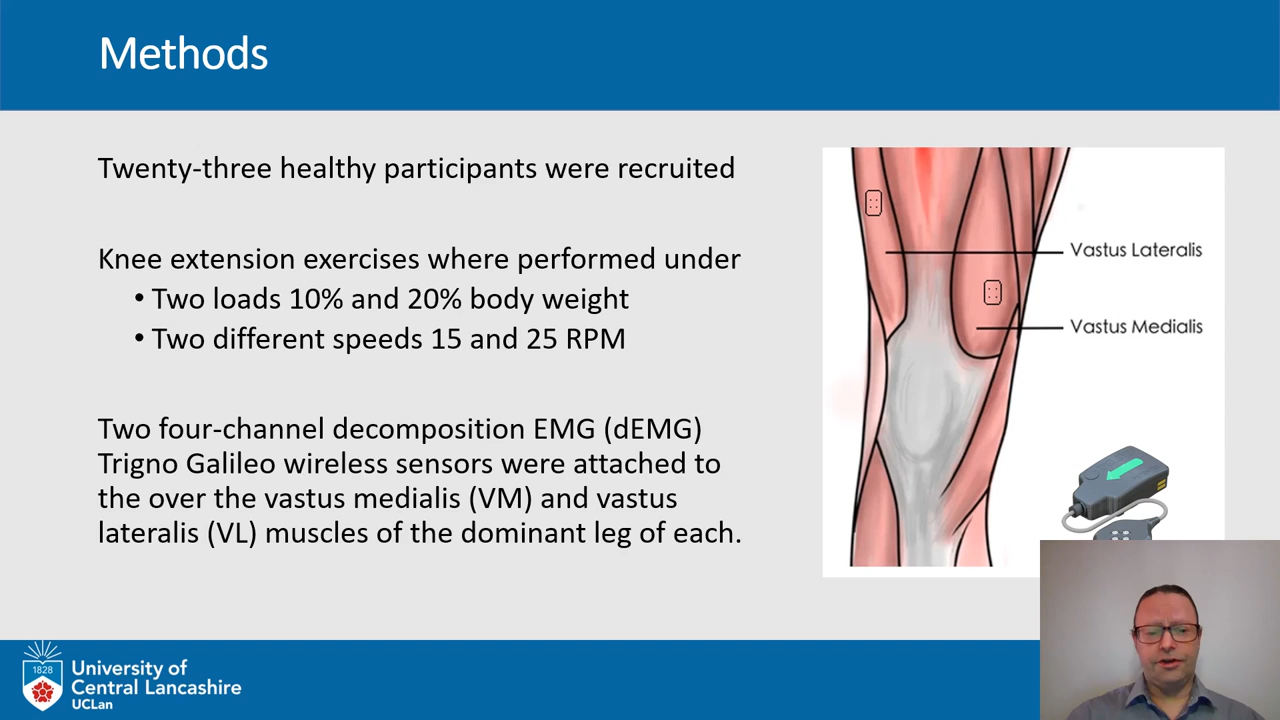 Methods
Twenty-three healthy participants were recruited
Knee extension exercises where performed under
• Two loads 10% and 20% body weight
• Two different speeds 15 and 25 RPM
Two four-channel decomposition EMG (dEMG)
Trigno Galileo wireless sensors were attached to
the over the vastus medialis (VM) and vastus
lateralis (VL) muscles of the dominant leg of each.
Vastus Lateralis
Vastus Medialis
1828
University of
Central Lancashire
UCLan